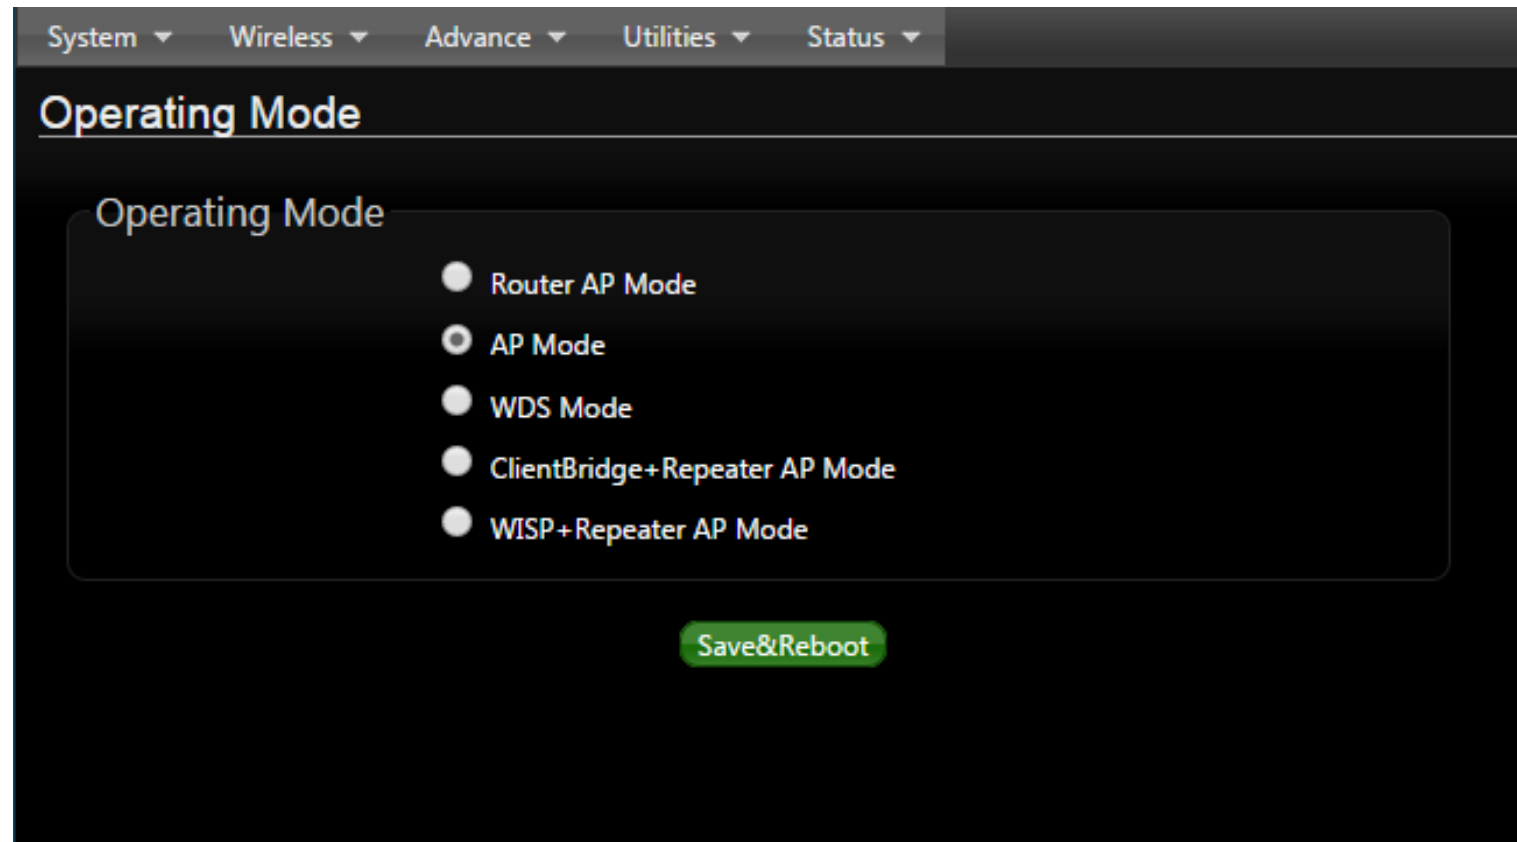 System Wireless Advance Utilities Status
Operating Mode
Operating Mode
Router AP Mode
AP Mode
WDS Mode
ClientBridge+Repeater AP Mode
WISP+Repeater AP Mode
Save&Reboot